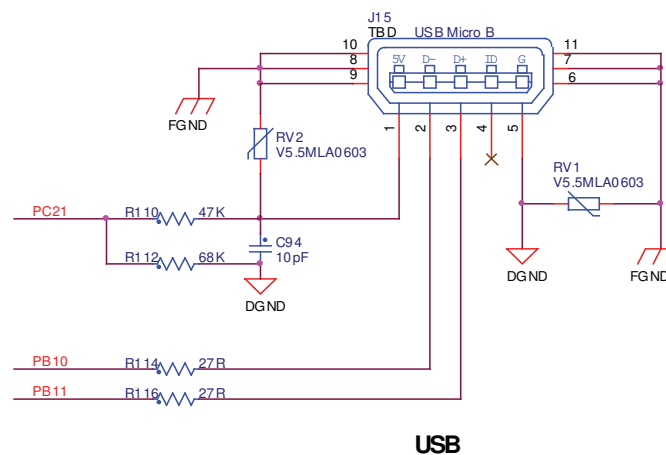 J15
TBD USB Micro B
10
8
9
11
7
6
5V D- D+ ID G
1
2
3
4
5
FGND
RV2
V5.5MLA0603
RV1
V5.5MLA0603
PC21 R110 47K
C94
10pF
R112 68K
DGND
DGND
FGND
PB10 R114 27R
PB11 R116 27R
USB